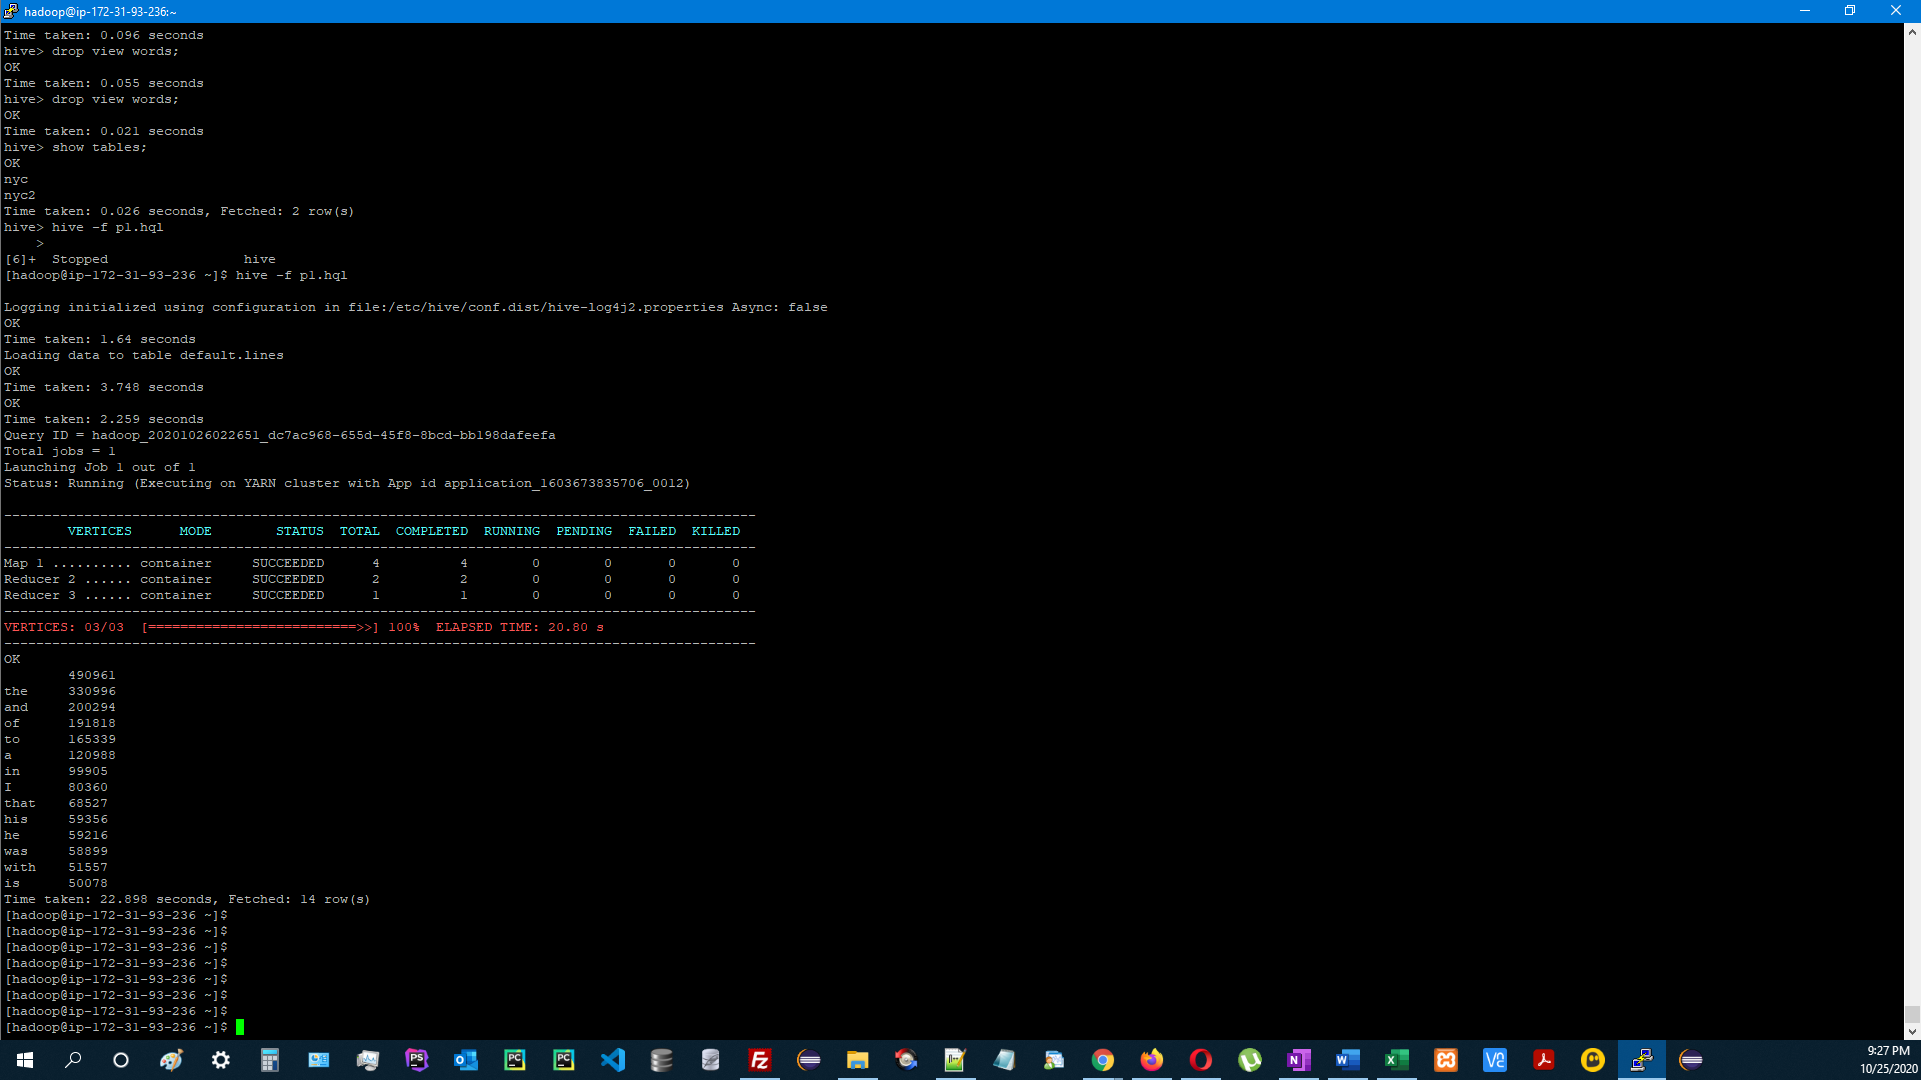 hadoop@ip-172-31-93-236:~
Time taken: 0.096 seconds
hive> drop view words;
OK
Time taken: 0.055 seconds
hive> drop view words;
OK
Time taken: 0.021 seconds
hive> show tables;
OK
nyc
nyc2
Time taken: 0.026 seconds, Fetched: 2 row(s)
hive> hive -f p1.hql
    >
[6]+  Stopped                 hive
[hadoop@ip-172-31-93-236 ~]$ hive -f p1.hql
Logging initialized using configuration in file:/etc/hive/conf.dist/hive-log4j2.properties Async: false
OK
Time taken: 1.64 seconds
Loading data to table default.lines
OK
Time taken: 3.748 seconds
OK
Time taken: 2.259 seconds
Query ID = hadoop_20201026022651_dc7ac968-655d-45f8-8bcd-bb198dafeefa
Total jobs = 1
Launching Job 1 out of 1
Status: Running (Executing on YARN cluster with App id application_1603673835706_0012)
----------------------------------------------------------------------------------------------
        VERTICES      MODE        STATUS  TOTAL  COMPLETED  RUNNING  PENDING  FAILED  KILLED
----------------------------------------------------------------------------------------------
Map 1 .......... container     SUCCEEDED      4          4        0        0       0       0
Reducer 2 ...... container     SUCCEEDED      2          2        0        0       0       0
Reducer 3 ...... container     SUCCEEDED      1          1        0        0       0       0
----------------------------------------------------------------------------------------------
VERTICES: 03/03  [==========================>>] 100%  ELAPSED TIME: 20.80 s
----------------------------------------------------------------------------------------------
OK
        490961
the     330996
and     200294
of      191818
to      165339
a       120988
in      99905
I       80360
that    68527
his     59356
he      59216
was     58899
with    51557
is      50078
Time taken: 22.898 seconds, Fetched: 14 row(s)
[hadoop@ip-172-31-93-236 ~]$
[hadoop@ip-172-31-93-236 ~]$
[hadoop@ip-172-31-93-236 ~]$
[hadoop@ip-172-31-93-236 ~]$
[hadoop@ip-172-31-93-236 ~]$
[hadoop@ip-172-31-93-236 ~]$
[hadoop@ip-172-31-93-236 ~]$
[hadoop@ip-172-31-93-236 ~]$
9:27 PM
10/25/2020